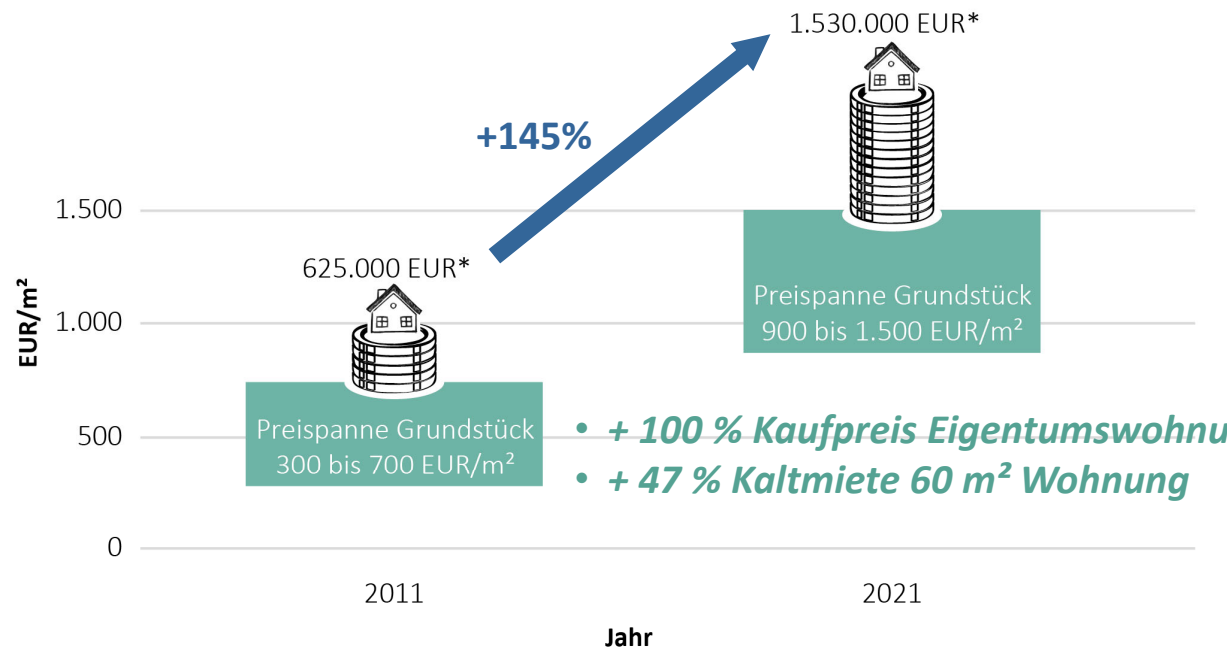 1.530.000 EUR*
+145%
1.500
625.000 EUR*
Preispanne Grundstück
900 bis 1.500 EUR/m²
1.000
EUR/m²
Preispanne Grundstück
300 bis 700 EUR/m²
500
• + 100 % Kaufpreis Eigentumswohnu
• + 47 % Kaltmiete 60 m² Wohnung
0
2011
2021
Jahr